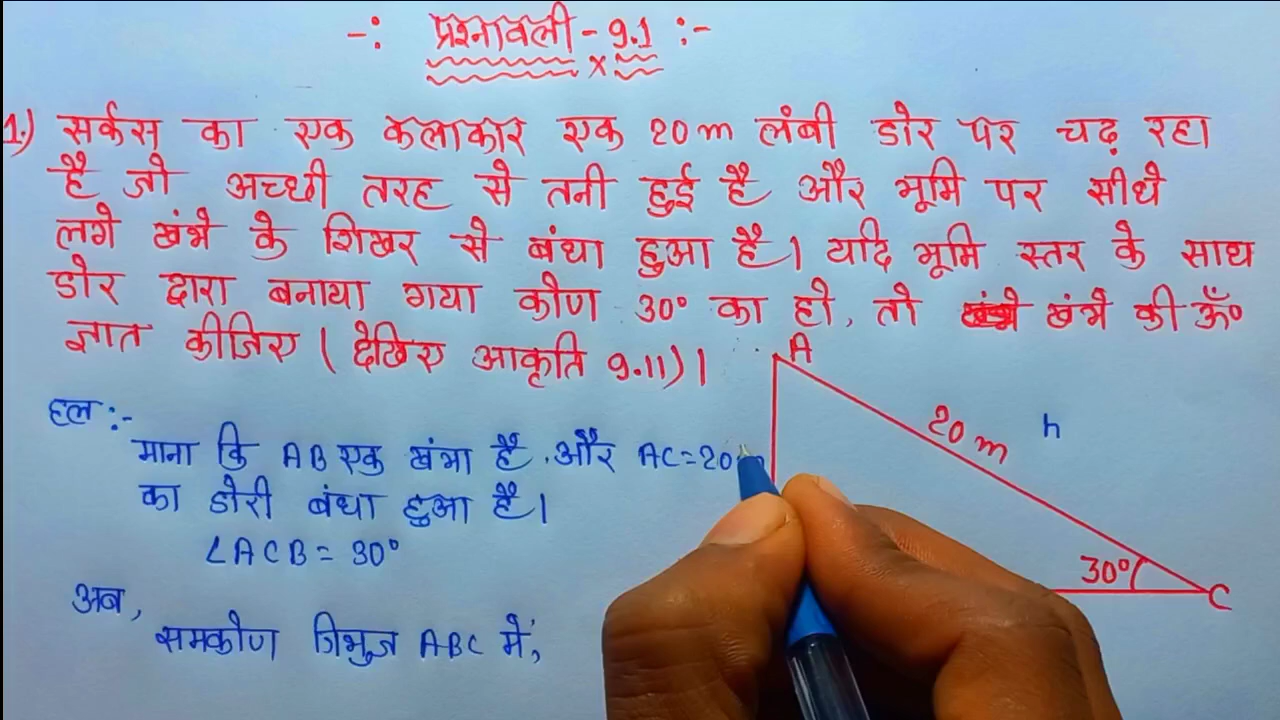 -: प्रश्नावली - 9.1 :-
×
1.) सर्कस का एक कलाकार एक 20 m लंबी डोर पर चढ़ रहा
है जो अच्छी तरह से तनी हुई है और भूमि पर सीधे
लगे खंभे के शिखर से बंधा हुआ है। यदि भूमि स्तर के साथ
डोर द्वारा बनाया गया कोण 30° का हो, तो खंभे की ऊँ०
ज्ञात कीजिए (देखिए आकृति 9.11)।
A
20 m
h
30°
C
हल :-
माना कि AB एक खंभा है . और AC = 20
का डोरी बंधा हुआ है।
∠ACB = 30°
अब,
समकोण त्रिभुज ABC में,